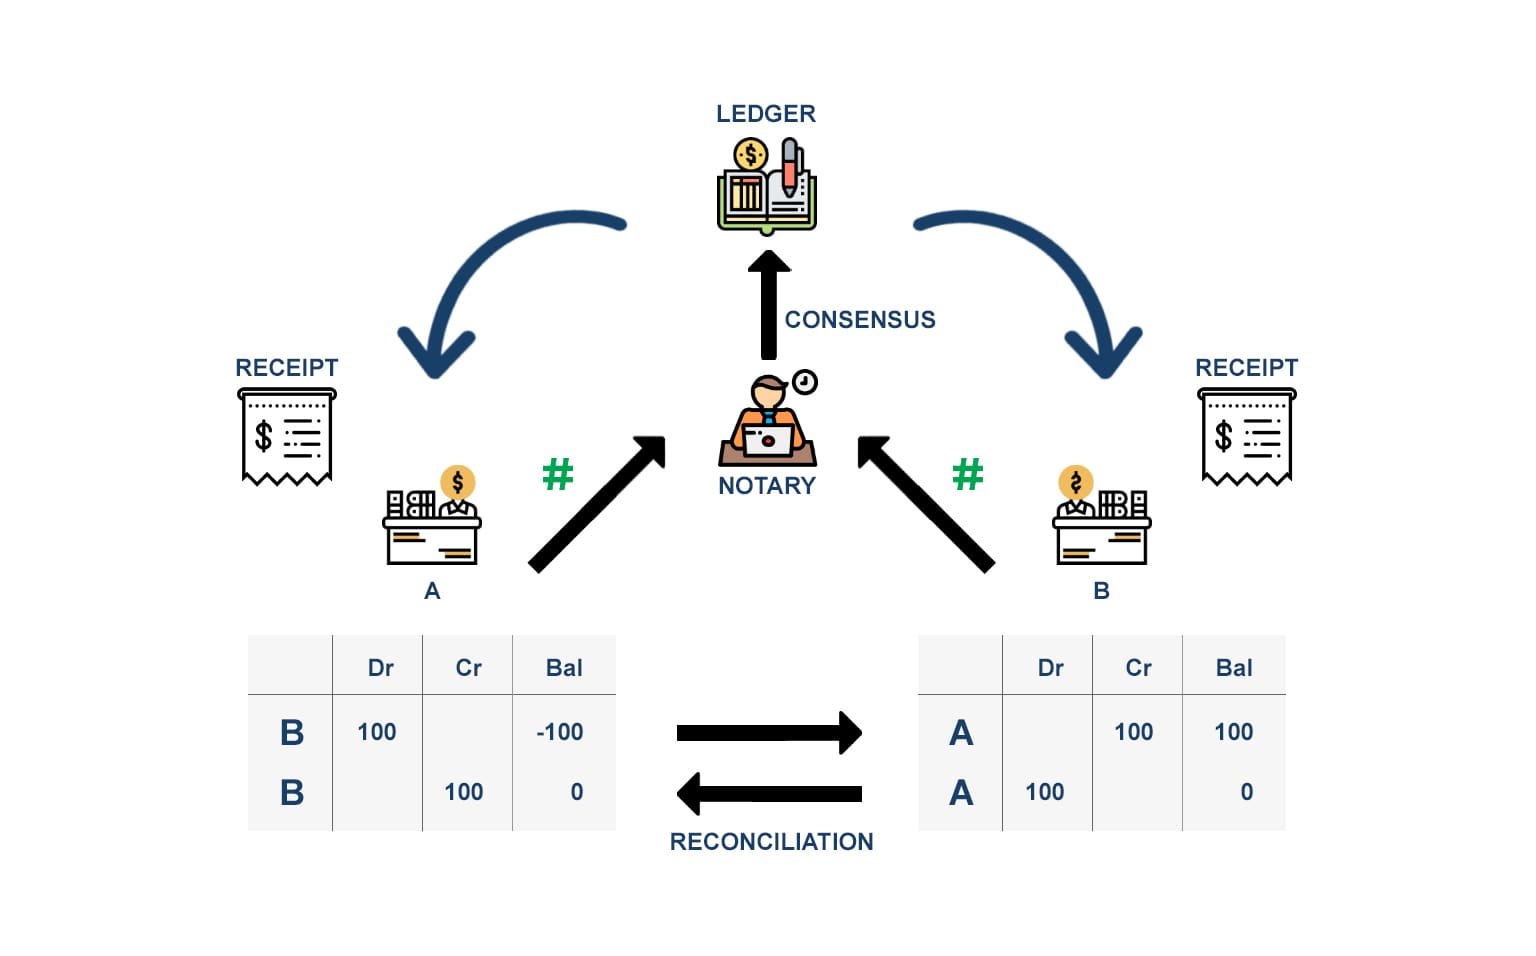 LEDGER
CONSENSUS
RECEIPT
RECEIPT
$
$
#
#
NOTARY
A
B
Dr Cr Bal
B 100 -100
B 100 0
Dr Cr Bal
A 100 100
A 100 0
RECONCILIATION